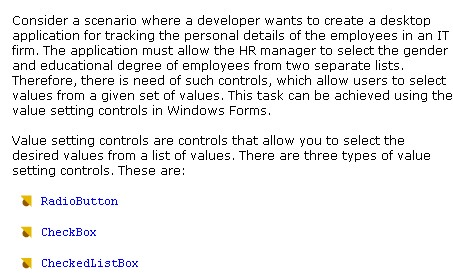 Consider a scenario where a developer wants to create a desktop
application for tracking the personal details of the employees in an IT
firm. The application must allow the HR manager to select the gender
and educational degree of employees from two separate lists.
Therefore, there is need of such controls, which allow users to select
values from a given set of values. This task can be achieved using the
value setting controls in Windows Forms.
Value setting controls are controls that allow you to select the
desired values from a list of values. There are three types of value
setting controls. These are:
RadioButton
CheckBox
CheckedListBox